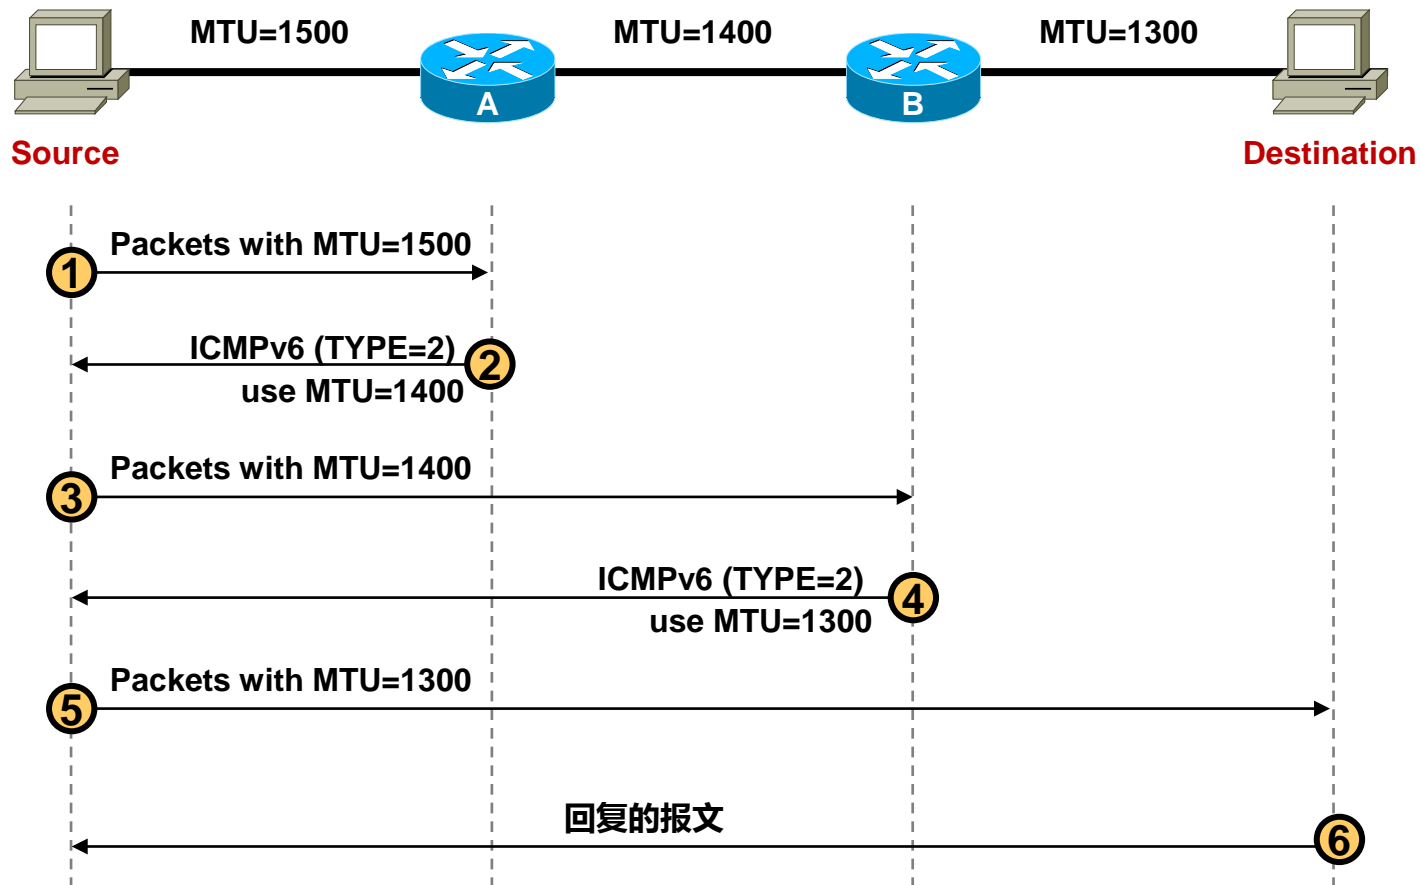 MTU=1500
MTU=1400
MTU=1300
A
B
Source
Destination
Packets with MTU=1500
1
ICMPv6 (TYPE=2)
2
use MTU=1400
Packets with MTU=1400
3
ICMPv6 (TYPE=2)
4
use MTU=1300
Packets with MTU=1300
5
回复的报文
6